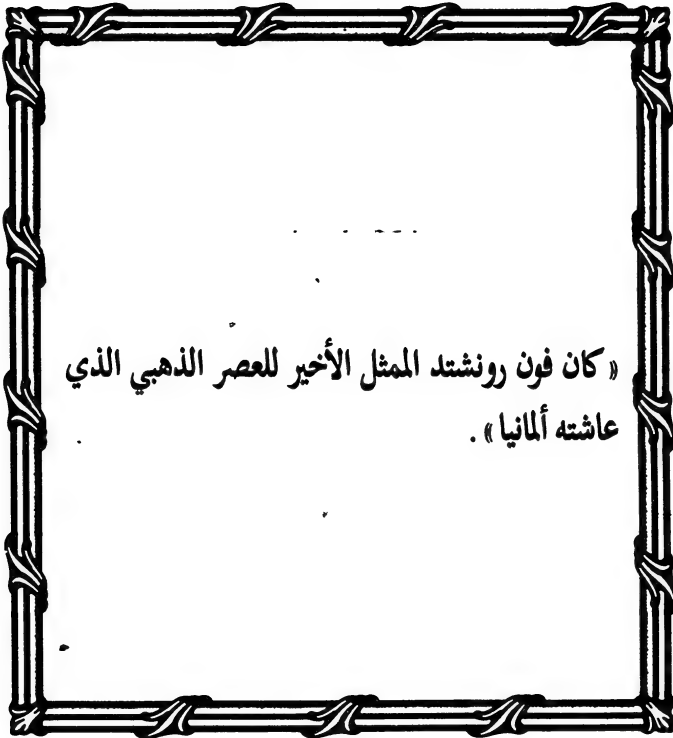 « كان فون رونشتد الممثل الأخير للعصر الذهبي الذي
عاشته ألمانيا » .